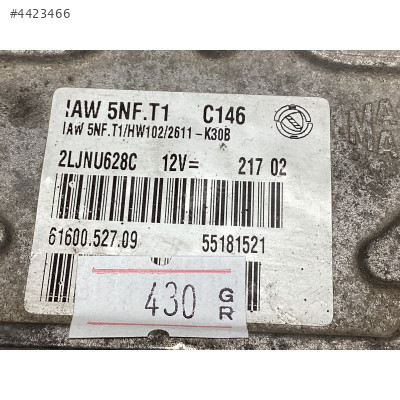 #4423466
IAW 5NF.T1 C146
IAW 5NF.T1/HW102/2611-K30B
2LJNU628C 12V= 217 02
61600.527.09 55181521
430 GR